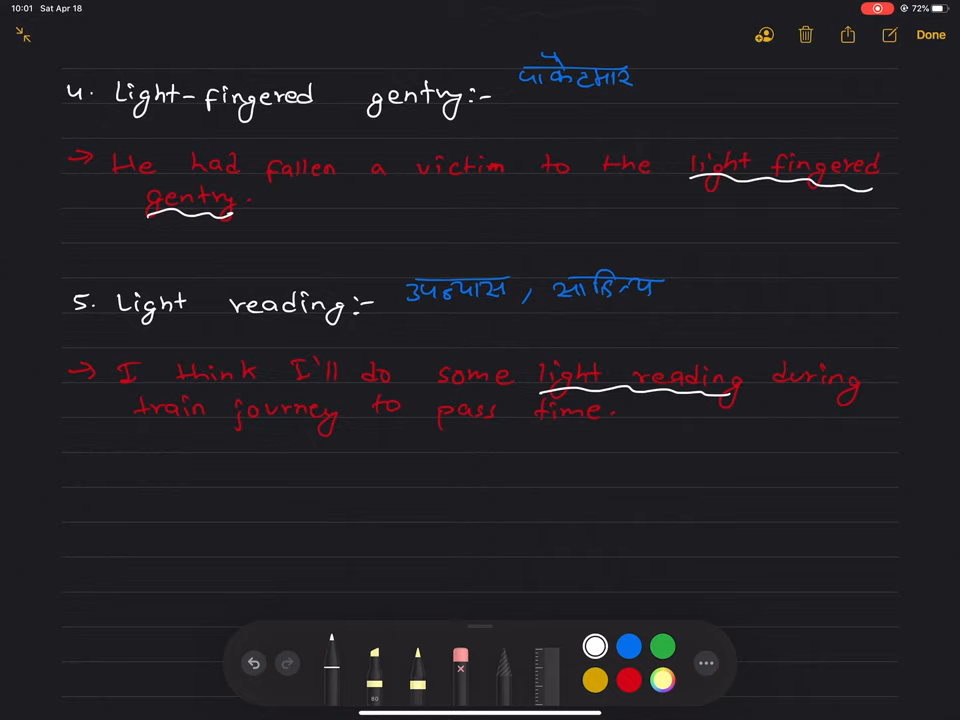 10:01 Sat Apr 18 72%
Done
4. Light-fingered gentry:- पाकेटमार
→ He had fallen a victim to the light fingered
gentry.
5. Light reading:- उपन्यास, साहित्य
→ I think I'll do some light reading during
train journey to pass time.
80